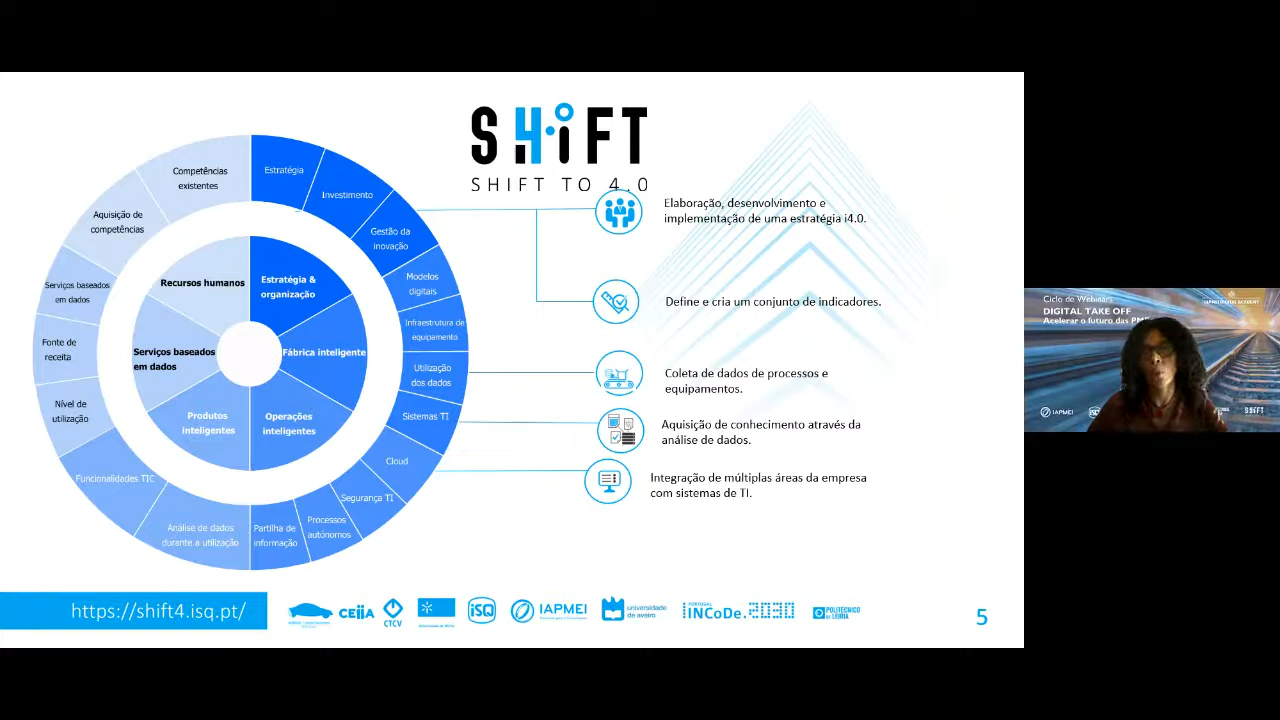 SHiFT
SHIFT TO 4.0
Competências
existentes
Estratégia
Investimento
Aquisição de
competências
Gestão da
inovação
Modelos
digitais
Serviços baseados
em dados
Infraestrutura de
equipamento
Fonte de
receita
Utilização
dos dados
Nível de
utilização
Sistemas TI
Cloud
Funcionalidades TIC
Segurança TI
Análise de dados
durante a utilização
Partilha de
informação
Processos
autónomos
Recursos humanos
Estratégia &
organização
Serviços baseados
em dados
Fábrica inteligente
Produtos
inteligentes
Operações
inteligentes
Elaboração, desenvolvimento e
implementação de uma estratégia i4.0.
Define e cria um conjunto de indicadores.
Coleta de dados de processos e
equipamentos.
Aquisição de conhecimento através da
análise de dados.
Integração de múltiplas áreas da empresa
com sistemas de TI.
https://shift4.isq.pt/
CEiiA
CTCV
iSQ
IAPMEI
universidade
de aveiro
PORTUGAL
INCoDe.2030
POLITÉCNICO
DE LEIRIA
5
Ciclo de Webinars
DIGITAL TAKE OFF
Acelerar o futuro das PME
IAPMEI
SHiFT